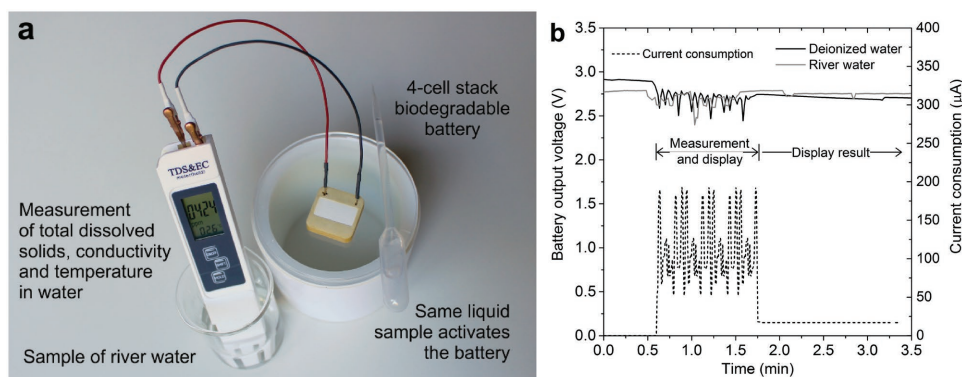 a
4-cell stack
biodegradable
battery
TDS&EC
Measurement
of total dissolved
solids, conductivity
and temperature
in water
Same liquid
sample activates
the battery
Sample of river water
b
Current consumption
Deionized water
River water
Measurement
and display
Display result
Battery output voltage (V)
3.5
3.0
2.5
2.0
1.5
1.0
0.5
0.0
Current consumption (µA)
400
350
300
250
200
150
100
50
0
0.0 0.5 1.0 1.5 2.0 2.5 3.0 3.5
Time (min)